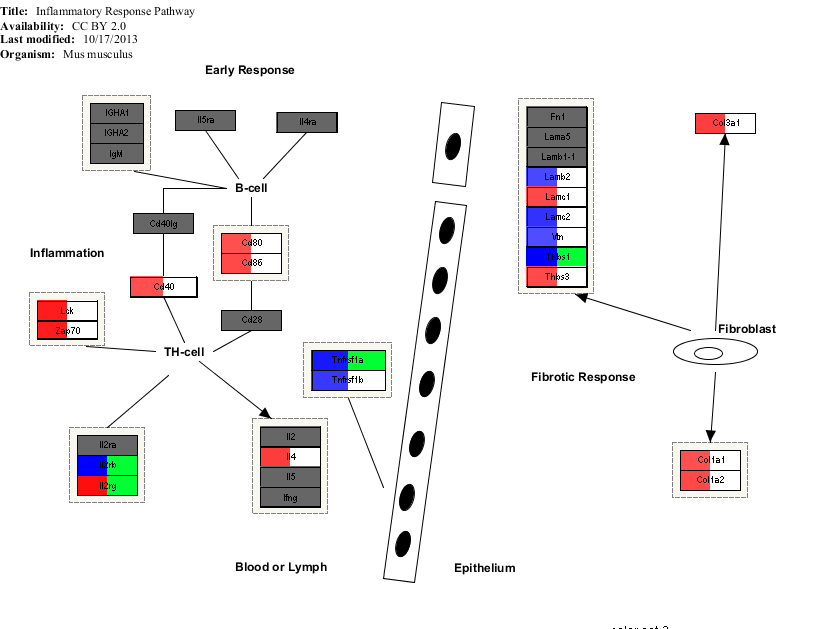 Title: Inflammatory Response Pathway
Availability: CC BY 2.0
Last modified: 10/17/2013
Organism: Mus musculus
Early Response
IGHA1
IGHA2
IgM
Il5ra
Il4ra
B-cell
Cd40lg
Cd80
Cd86
Inflammation
Cd40
Lck
Zap70
Cd28
TH-cell
Tnfrsf1a
Tnfrsf1b
Il2ra
Il2rb
Il2rg
Il2
Il4
Il5
Ifng
Blood or Lymph
Epithelium
Fn1
Lama5
Lamb1-1
Lamb2
Lamc1
Lamc2
Vtn
Thbs1
Thbs3
Col3a1
Fibroblast
Fibrotic Response
Col1a1
Col1a2